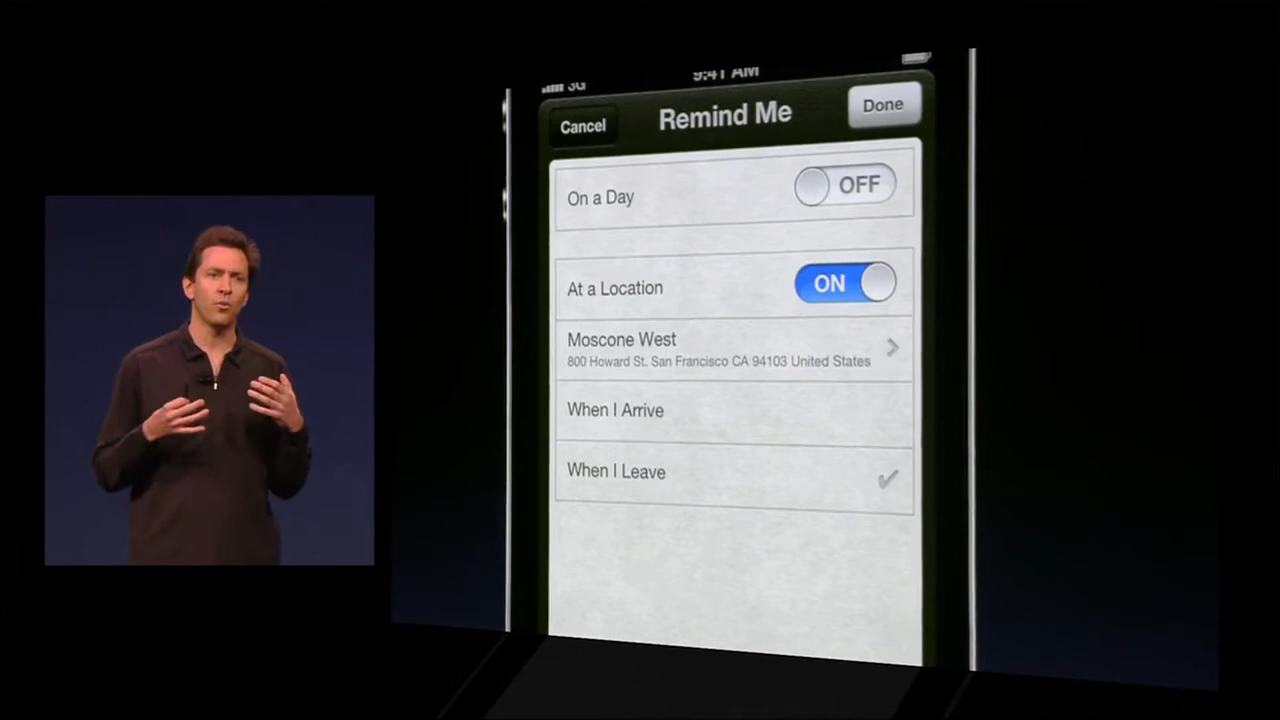 3G 9:41 AM
Cancel Remind Me Done
On a Day OFF
At a Location ON
Moscone West
800 Howard St. San Francisco CA 94103 United States
When I Arrive
When I Leave